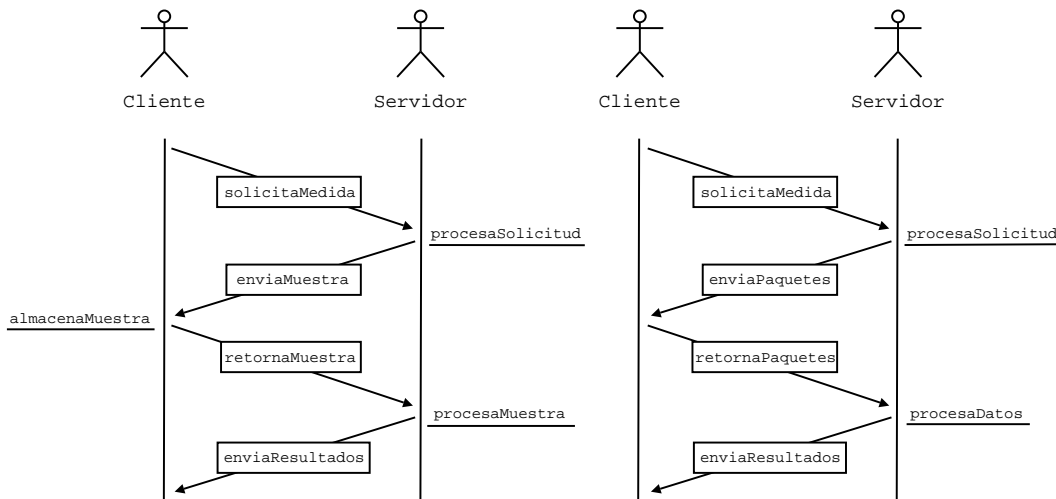 Cliente
Servidor
solicitaMedida
procesaSolicitud
enviaMuestra
almacenaMuestra
retornaMuestra
procesaMuestra
enviaResultados
Cliente
Servidor
solicitaMedida
procesaSolicitud
enviaPaquetes
retornaPaquetes
procesaDatos
enviaResultados